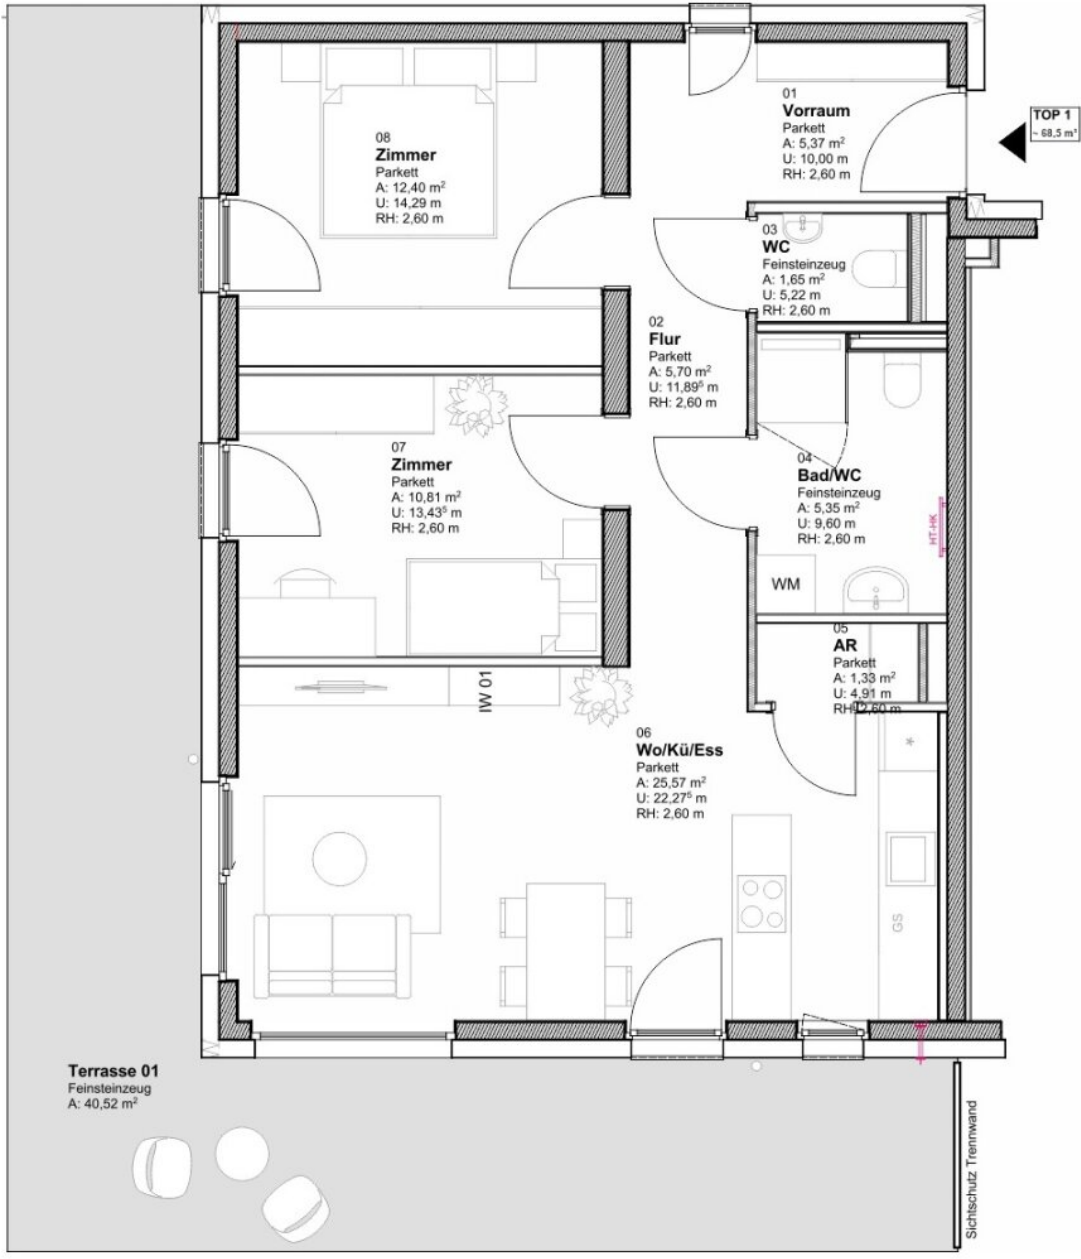 01
Vorraum
Parkett
A: 5,37 m²
U: 10,00 m
RH: 2,60 m
TOP 1
~ 68,5 m²
08
Zimmer
Parkett
A: 12,40 m²
U: 14,29 m
RH: 2,60 m
03
WC
Feinsteinzeug
A: 1,65 m²
U: 5,22 m
RH: 2,60 m
02
Flur
Parkett
A: 5,70 m²
U: 11,89⁵ m
RH: 2,60 m
07
Zimmer
Parkett
A: 10,81 m²
U: 13,43⁵ m
RH: 2,60 m
04
Bad/WC
Feinsteinzeug
A: 5,35 m²
U: 9,60 m
RH: 2,60 m
HT-HK
WM
05
AR
Parkett
A: 1,33 m²
U: 4,91 m
RH: 2,60 m
IW 01
06
Wo/Kü/Ess
Parkett
A: 25,57 m²
U: 22,27⁵ m
RH: 2,60 m
*
GS
Terrasse 01
Feinsteinzeug
A: 40,52 m²
Sichtschutz Trennwand